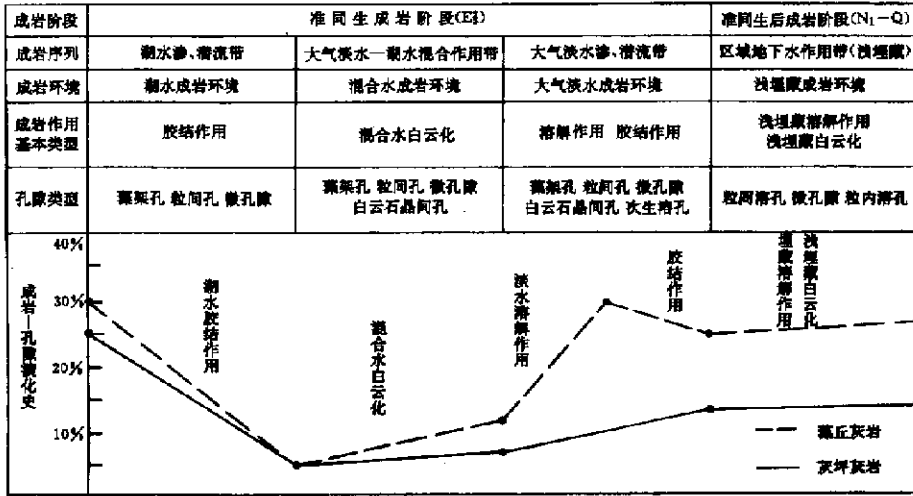 成岩阶段 准同生成岩阶段(E₃²) 准同生后成岩阶段(N₁-Q)
成岩序列 潮水渗、潜流带 大气淡水—潮水混合作用带 大气淡水渗、潜流带 区域地下水作用带(浅埋藏)
成岩环境 潮水成岩环境 混合水成岩环境 大气淡水成岩环境 浅埋藏成岩环境
成岩作用
基本类型
胶结作用 混合水白云化 溶解作用 胶结作用
浅埋藏溶解作用
浅埋藏白云化
孔隙类型
藻架孔 粒间孔 微孔隙
藻架孔 粒间孔 微孔隙
白云石晶间孔
藻架孔 粒间孔 微孔隙
白云石晶间孔 次生溶孔
粒间溶孔 微孔隙 粒内溶孔
成岩—孔隙演化史
40%
30%
20%
10%
潮水胶结作用
混合水白云化
淡水溶解作用
胶结作用
埋藏溶解作用
浅埋藏白云化
藻丘灰岩
灰坪灰岩